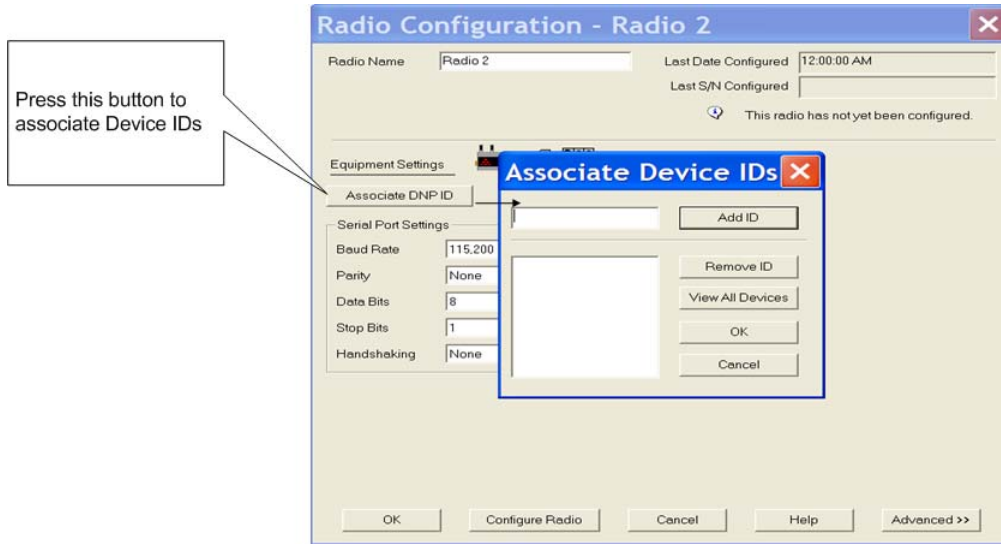 Radio Configuration - Radio 2
Press this button to
associate Device IDs
Radio Name
Radio 2
Last Date Configured
12:00:00 AM
Last S/N Configured
This radio has not yet been configured.
Equipment Settings
Associate DNP ID
Serial Port Settings
Baud Rate
115,200
Parity
None
Data Bits
8
Stop Bits
1
Handshaking
None
Associate Device IDs
Add ID
Remove ID
View All Devices
OK
Cancel
OK
Configure Radio
Cancel
Help
Advanced >>